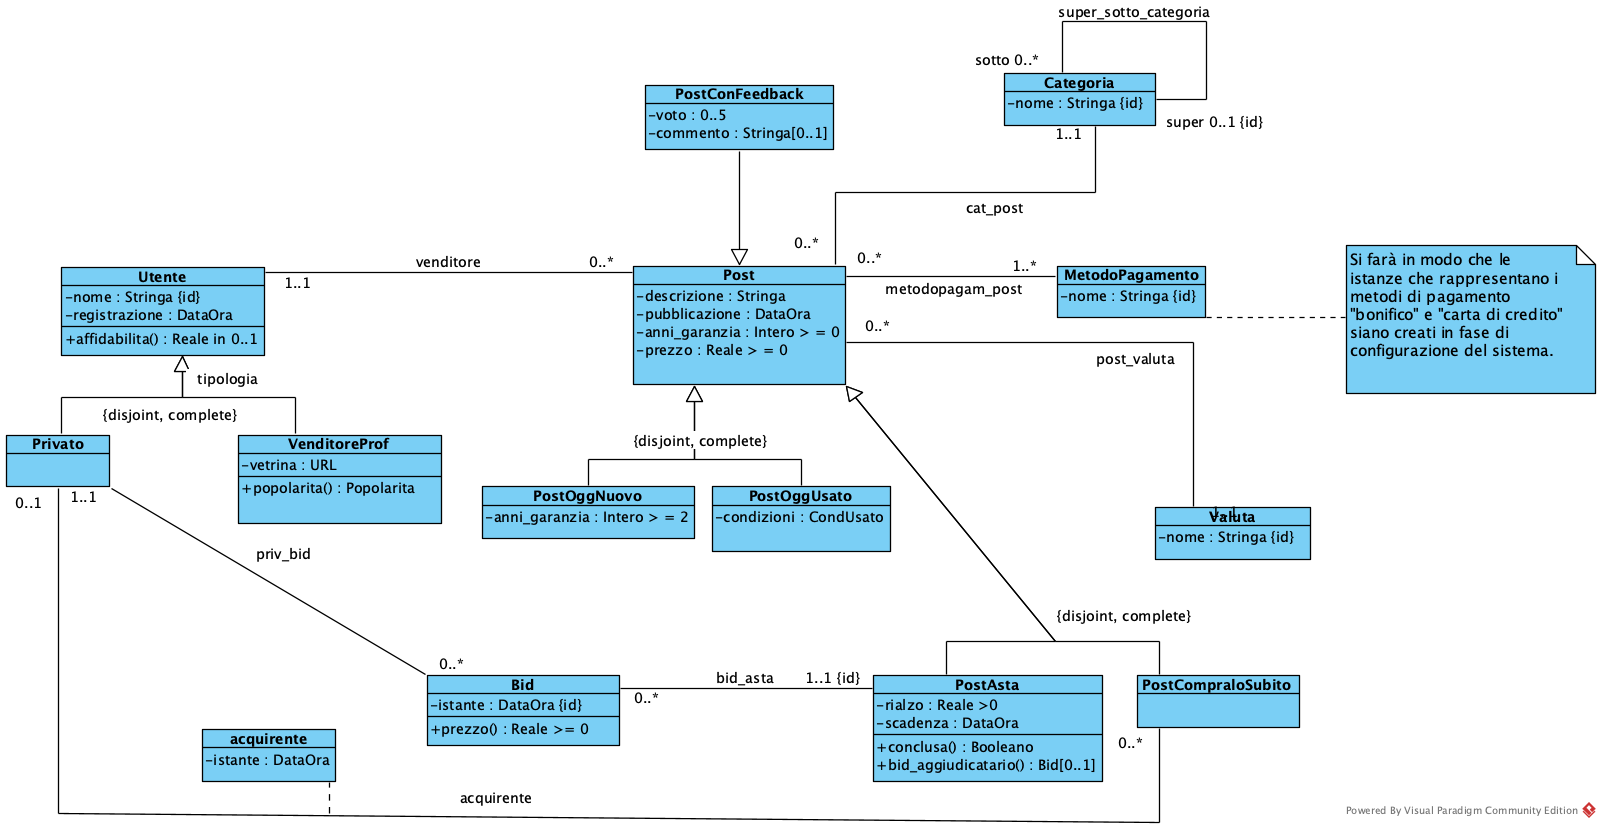 super_sotto_categoria
sotto 0..*
Categoria
-nome : Stringa {id}
super 0..1 {id}
1..1
cat_post
PostConFeedback
-voto : 0..5
-commento : Stringa[0..1]
0..*
venditore
0..*
1..1
Utente
-nome : Stringa {id}
-registrazione : DataOra
+affidabilita() : Reale in 0..1
Post
-descrizione : Stringa
-pubblicazione : DataOra
-anni_garanzia : Intero > = 0
-prezzo : Reale > = 0
0..*
1..*
metodopagam_post
MetodoPagamento
-nome : Stringa {id}
Si farà in modo che le
istanze che rappresentano i
metodi di pagamento
"bonifico" e "carta di credito"
siano creati in fase di
configurazione del sistema.
0..*
post_valuta
tipologia
{disjoint, complete}
Privato
VenditoreProf
-vetrina : URL
+popolarita() : Popolarita
{disjoint, complete}
PostOggNuovo
-anni_garanzia : Intero > = 2
PostOggUsato
-condizioni : CondUsato
1..1
Valuta
-nome : Stringa {id}
0..1
1..1
priv_bid
{disjoint, complete}
0..*
Bid
-istante : DataOra {id}
+prezzo() : Reale >= 0
bid_asta
0..*
1..1 {id}
PostAsta
-rialzo : Reale >0
-scadenza : DataOra
+conclusa() : Booleano
+bid_aggiudicatario() : Bid[0..1]
PostCompraloSubito
0..*
acquirente
-istante : DataOra
acquirente
Powered By Visual Paradigm Community Edition